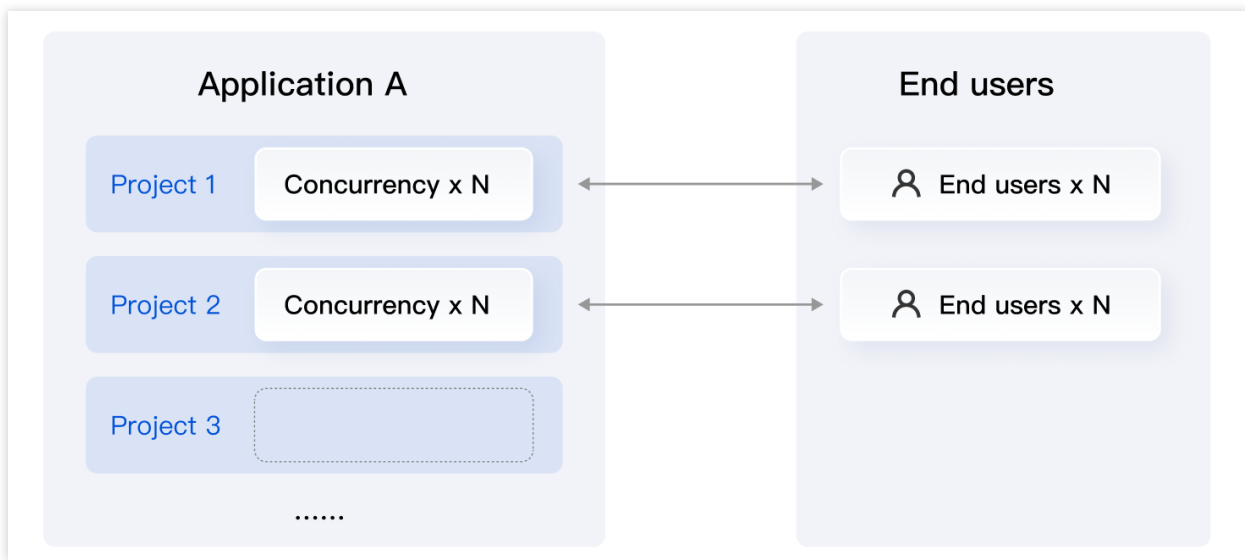 Application A
End users
Project 1
Concurrency x N
End users x N
Project 2
Concurrency x N
End users x N
Project 3
......